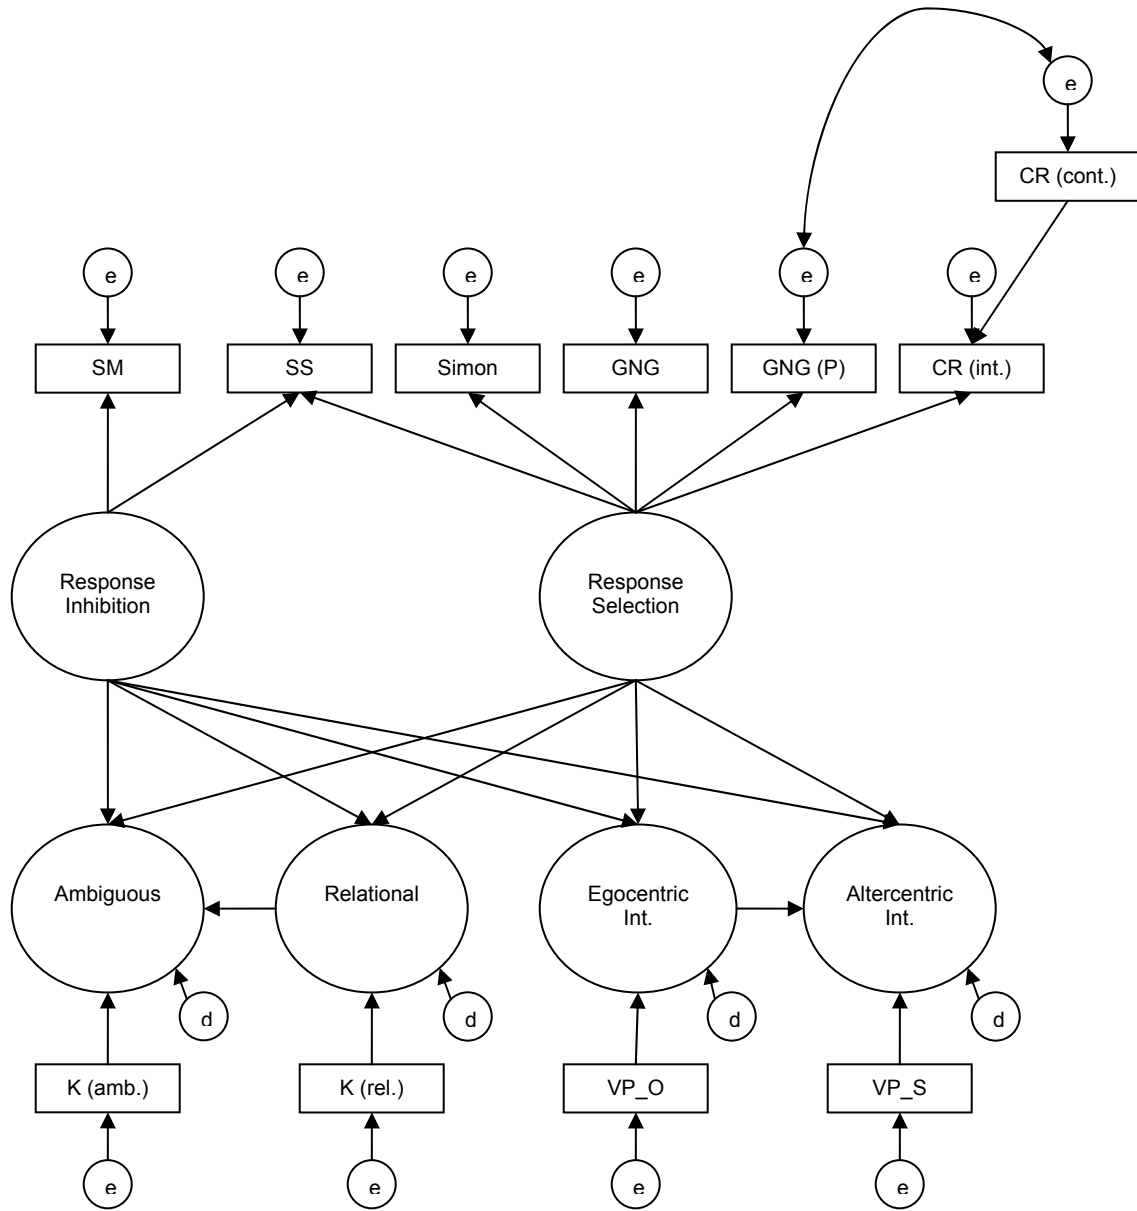 e
CR (cont.)
e
e
e
e
e
e
SM
SS
Simon
GNG
GNG (P)
CR (int.)
Response
Inhibition
Response
Selection
Ambiguous
Relational
Egocentric
Int.
Altercentric
Int.
d
d
d
d
K (amb.)
K (rel.)
VP_O
VP_S
e
e
e
e